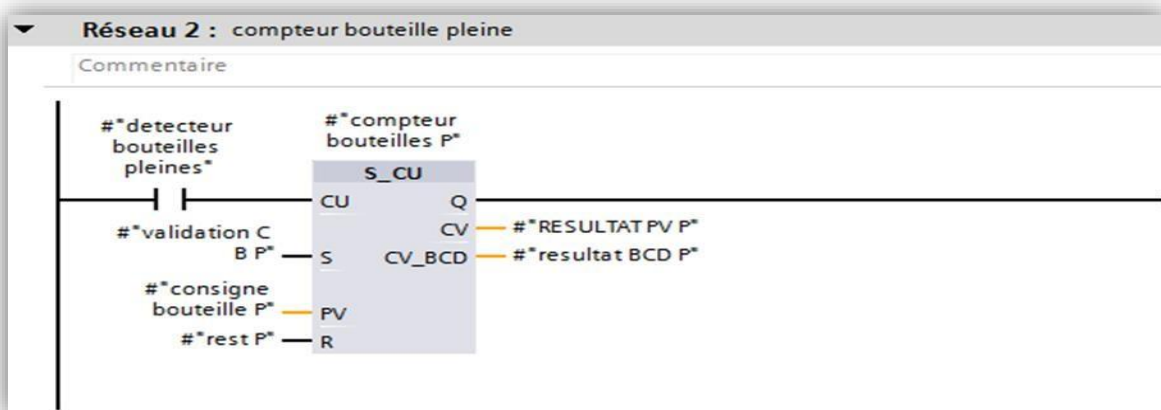 Réseau 2 : compteur bouteille pleine
Commentaire
#"detecteur
bouteilles
pleines"
#"compteur
bouteilles P"
S_CU
CU
Q
CV
#"RESULTAT PV P"
#"validation C
B P"
S
CV_BCD
#"resultat BCD P"
#"consigne
bouteille P"
PV
#"rest P"
R